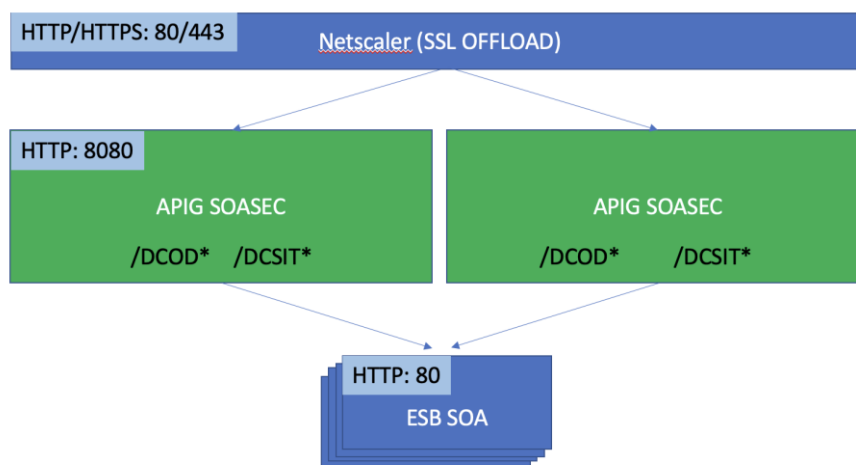 HTTP/HTTPS: 80/443
Netscaler (SSL OFFLOAD)
HTTP: 8080
APIG SOASEC
/DCOD* /DCSIT*
APIG SOASEC
/DCOD* /DCSIT*
HTTP: 80
ESB SOA